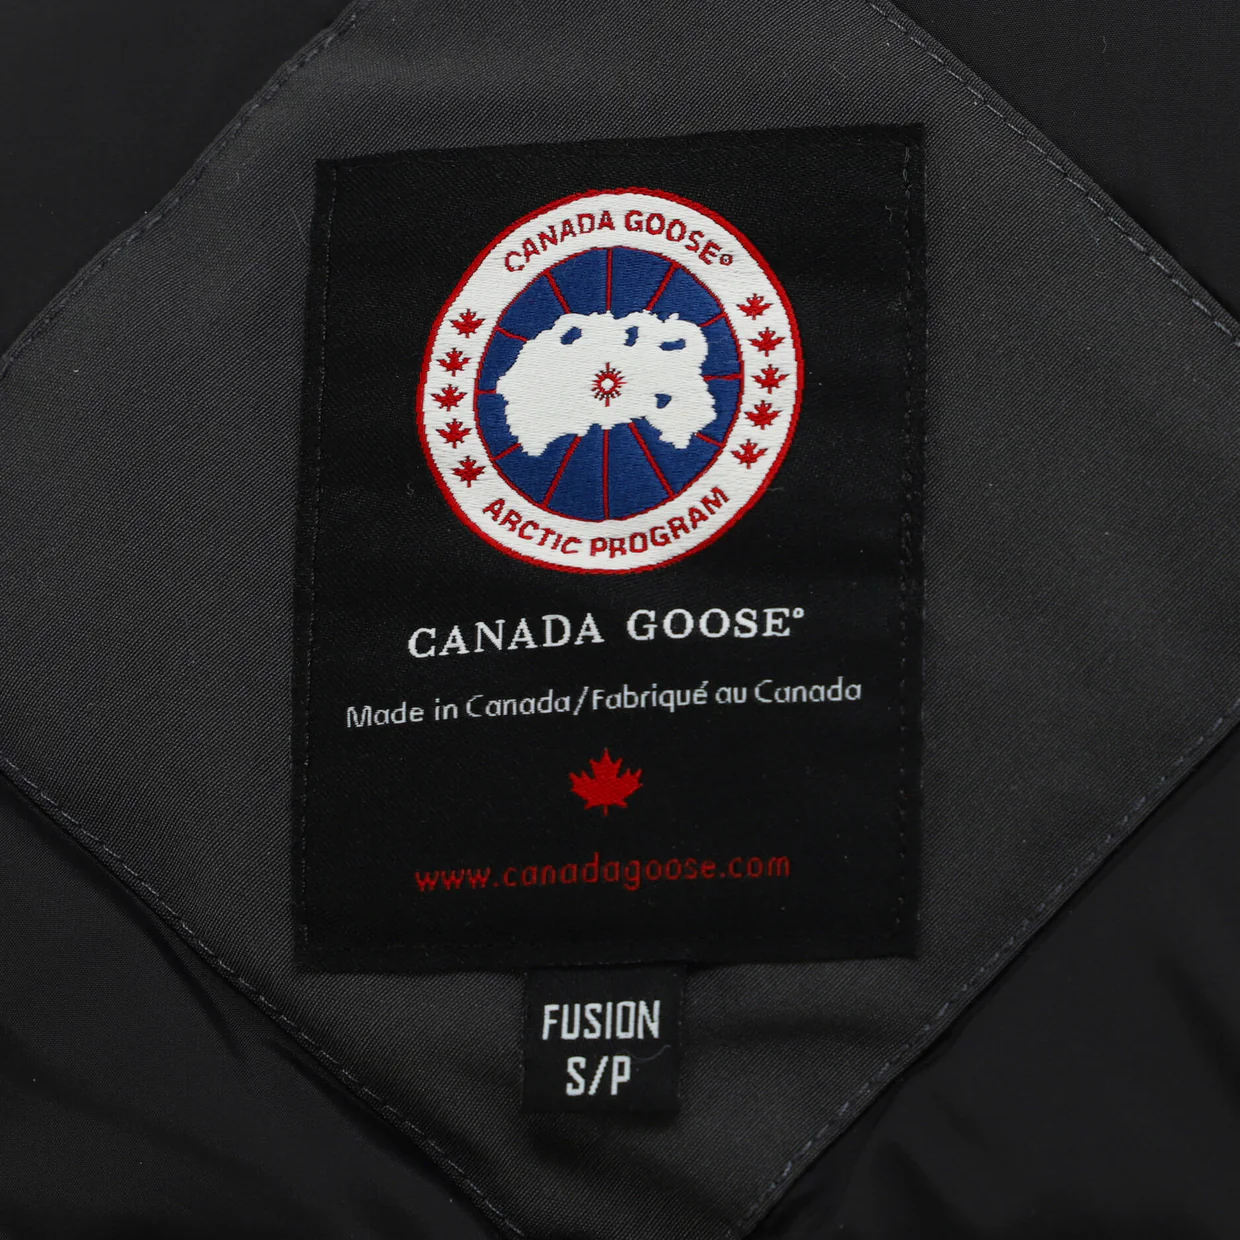 CANADA GOOSE®
ARCTIC PROGRAM
CANADA GOOSE®
Made in Canada/Fabriqué au Canada
www.canadagoose.com
FUSION
S/P